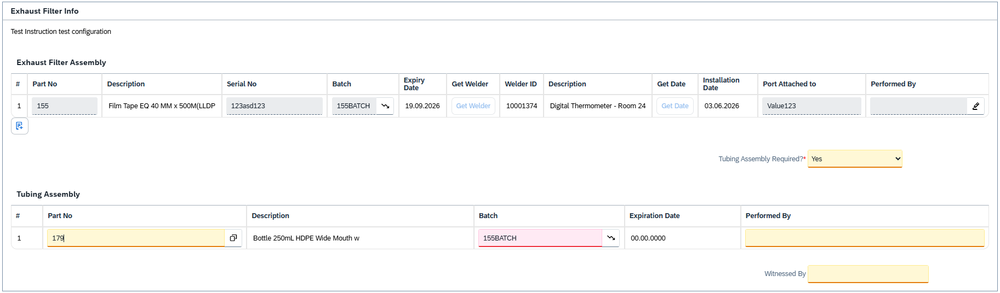 Exhaust Filter Info
Test Instruction test configuration
Exhaust Filter Assembly
# Part No Description Serial No Batch Expiry Date Get Welder Welder ID Description Get Date Installation Date Port Attached to Performed By
1 155 Film Tape EQ 40 MM x 500M(LLDP 123asd123 155BATCH 19.09.2026 Get Welder 10001374 Digital Thermometer - Room 24 Get Date 03.06.2026 Value123
Tubing Assembly Required?* Yes
Tubing Assembly
# Part No Description Batch Expiration Date Performed By
1 179 Bottle 250mL HDPE Wide Mouth w 155BATCH 00.00.0000
Witnessed By